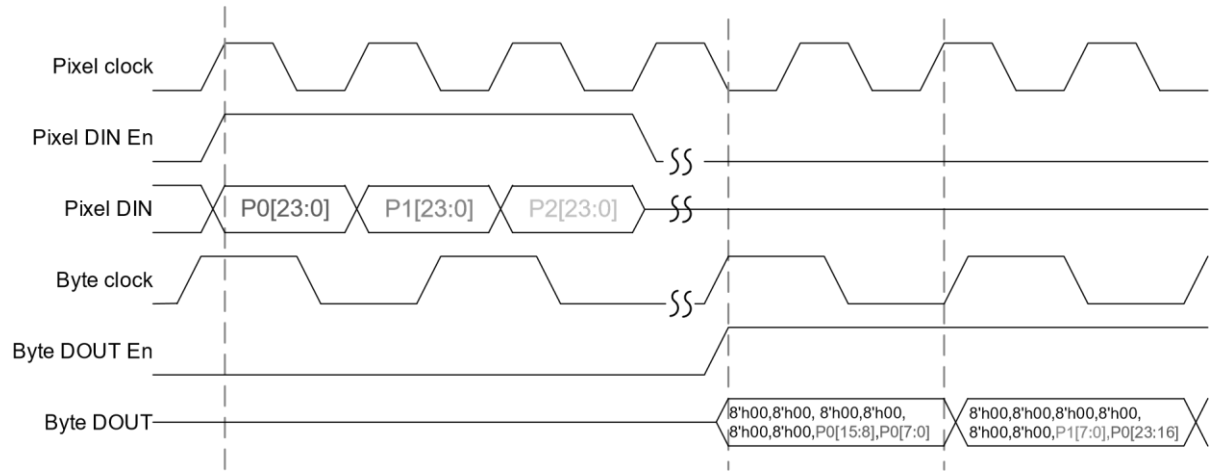 Pixel clock
Pixel DIN En
Pixel DIN
P0[23:0]
P1[23:0]
P2[23:0]
Byte clock
Byte DOUT En
Byte DOUT
8'h00,8'h00, 8'h00,8'h00,
8'h00,8'h00,P0[15:8],P0[7:0]
8'h00,8'h00,8'h00,8'h00,
8'h00,8'h00,P1[7:0],P0[23:16]